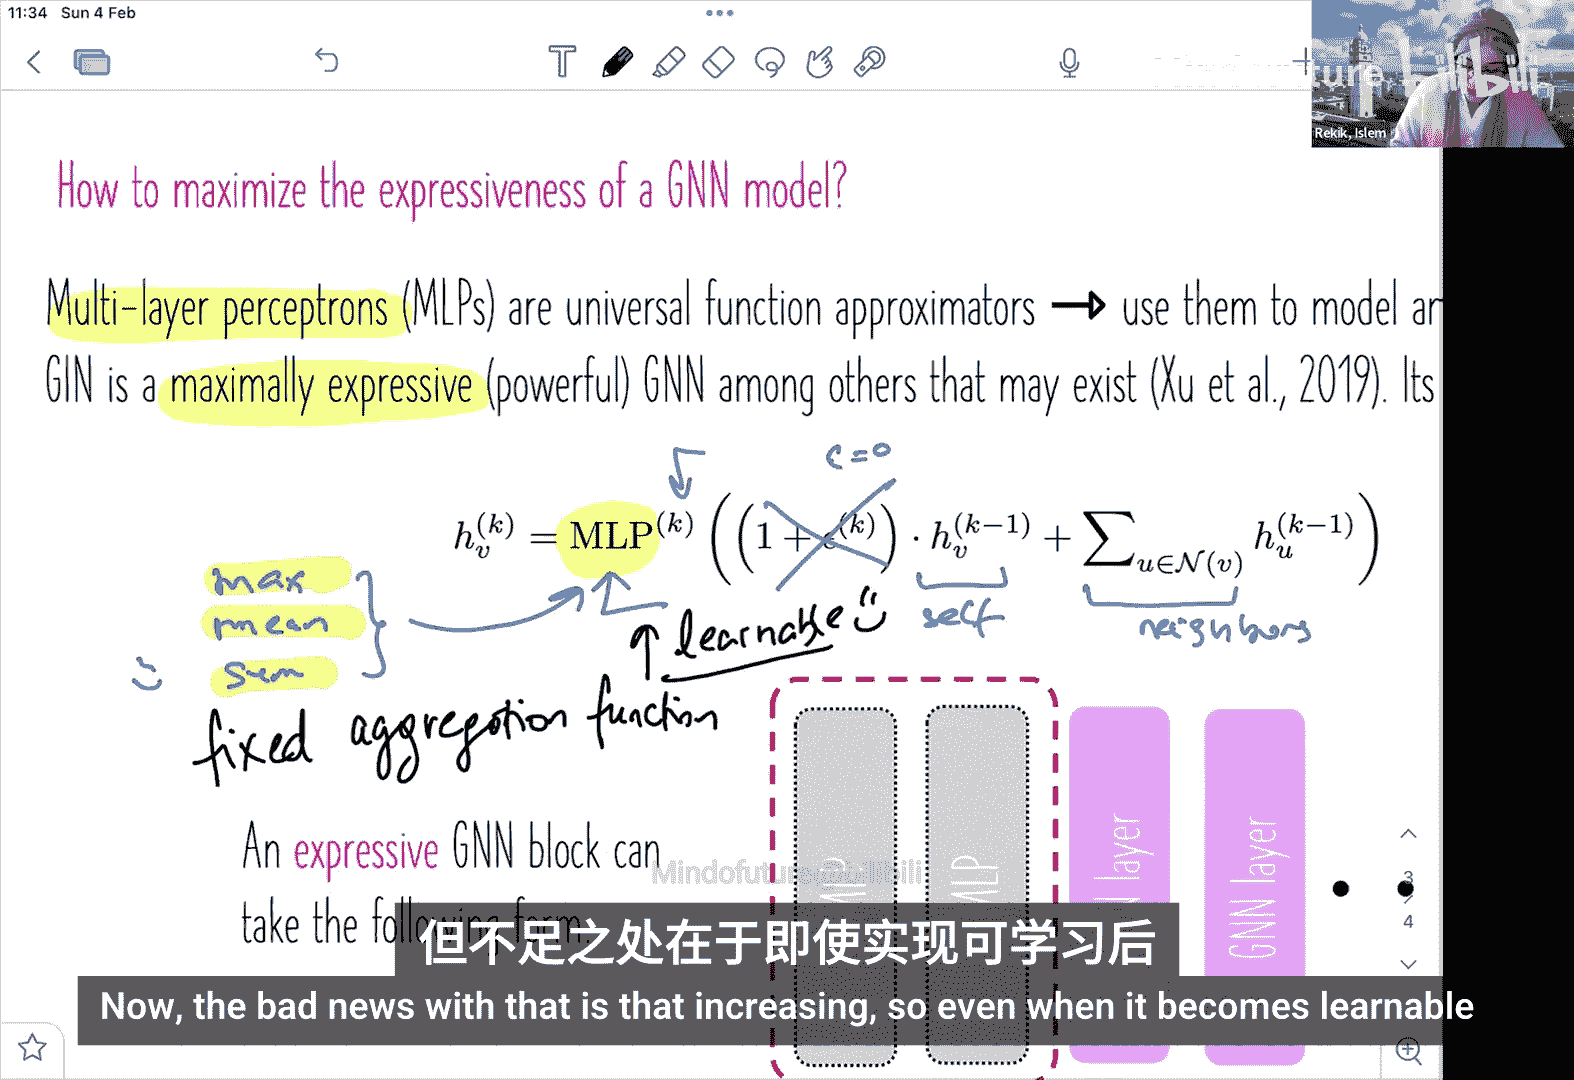 11:34 Sun 4 Feb
bilibili
Rekik, Islem
How to maximize the expressiveness of a GNN model?
Multi-layer perceptrons (MLPs) are universal function approximators → use them to model
GIN is a maximally expressive (powerful) GNN among others that may exist (Xu et al., 2019). Its
ϵ=0
h_v^{(k)} = MLP^{(k)} ((1 + ϵ^{(k)}) · h_v^{(k−1)} + ∑_{u∈N(v)} h_u^{(k−1)})
max
mean
sum
learnable
self
neighbors
fixed aggregation function
An expressive GNN block can
take the following form.
MLP
MLP
GNN layer
GNN layer
Mindofuture@bilibili
3
4
但不足之处在于即使实现可学习后
Now, the bad news with that is that increasing, so even when it becomes learnable